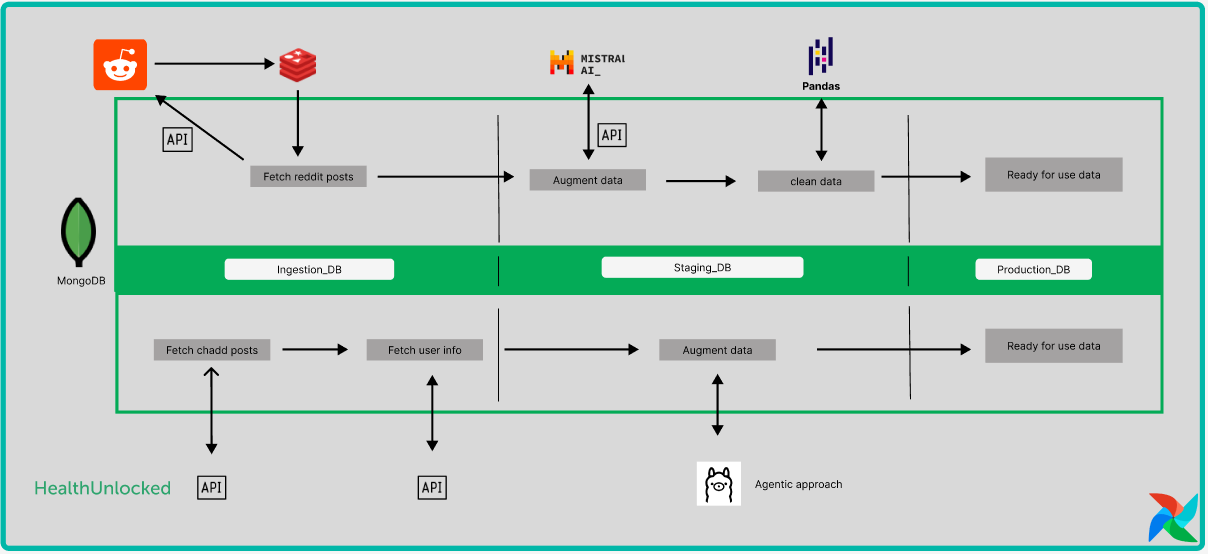 MISTRAL
AI_
Pandas
API
API
Fetch reddit posts
Augment data
clean data
Ready for use data
MongoDB
Ingestion_DB
Staging_DB
Production_DB
Fetch chadd posts
Fetch user info
Augment data
Ready for use data
HealthUnlocked
API
API
Agentic approach